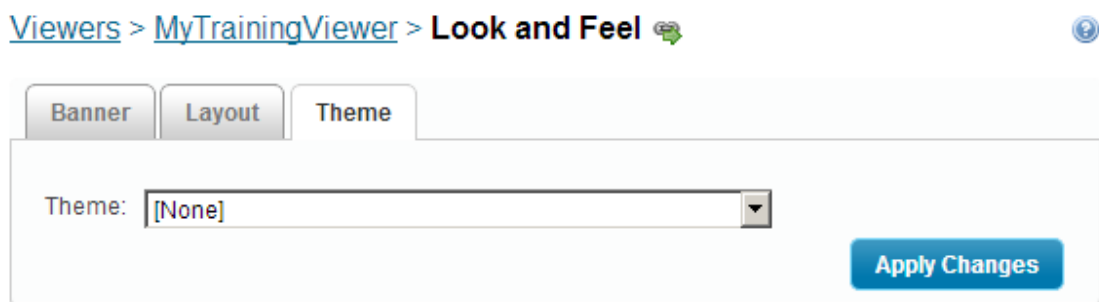 Viewers > MyTrainingViewer > Look and Feel
Banner Layout Theme
Theme: [None]
Apply Changes